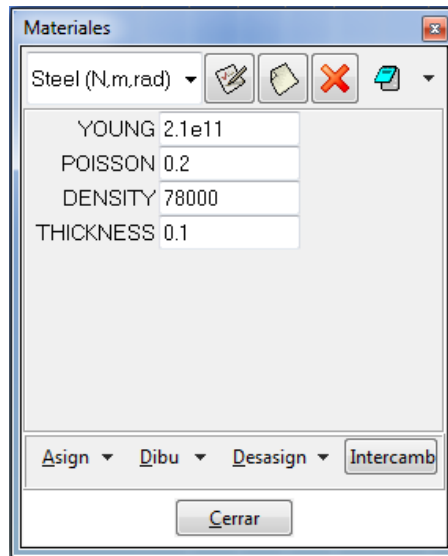 Materiales
Steel (N,m,rad)
YOUNG 2.1e11
POISSON 0.2
DENSITY 78000
THICKNESS 0.1
Asign Dibu Desasign Intercamb
Cerrar